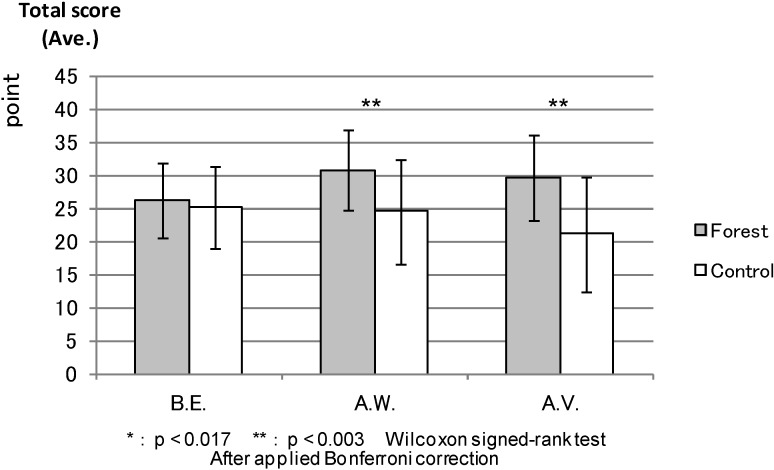 Total score
(Ave.)
point
45
40
35
30
25
20
15
10
5
0
**
**
B.E.
A.W.
A.V.
Forest
Control
* : p < 0.017 ** : p < 0.003 Wilcoxon signed-rank test
After applied Bonferroni correction